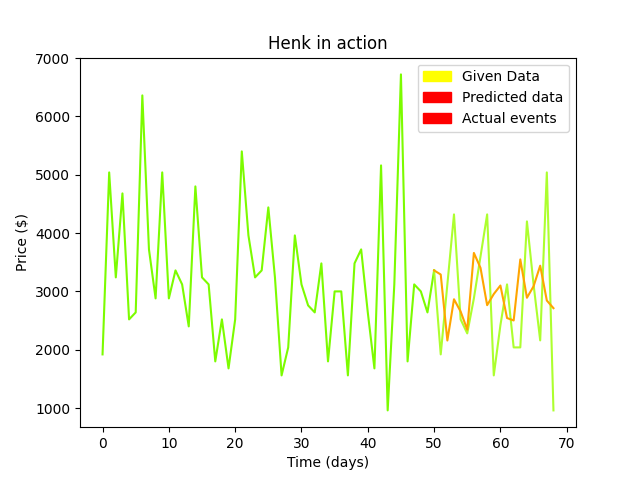 Henk in action
Given Data
Predicted data
Actual events
Price ($)
7000
6000
5000
4000
3000
2000
1000
0 10 20 30 40 50 60 70
Time (days)